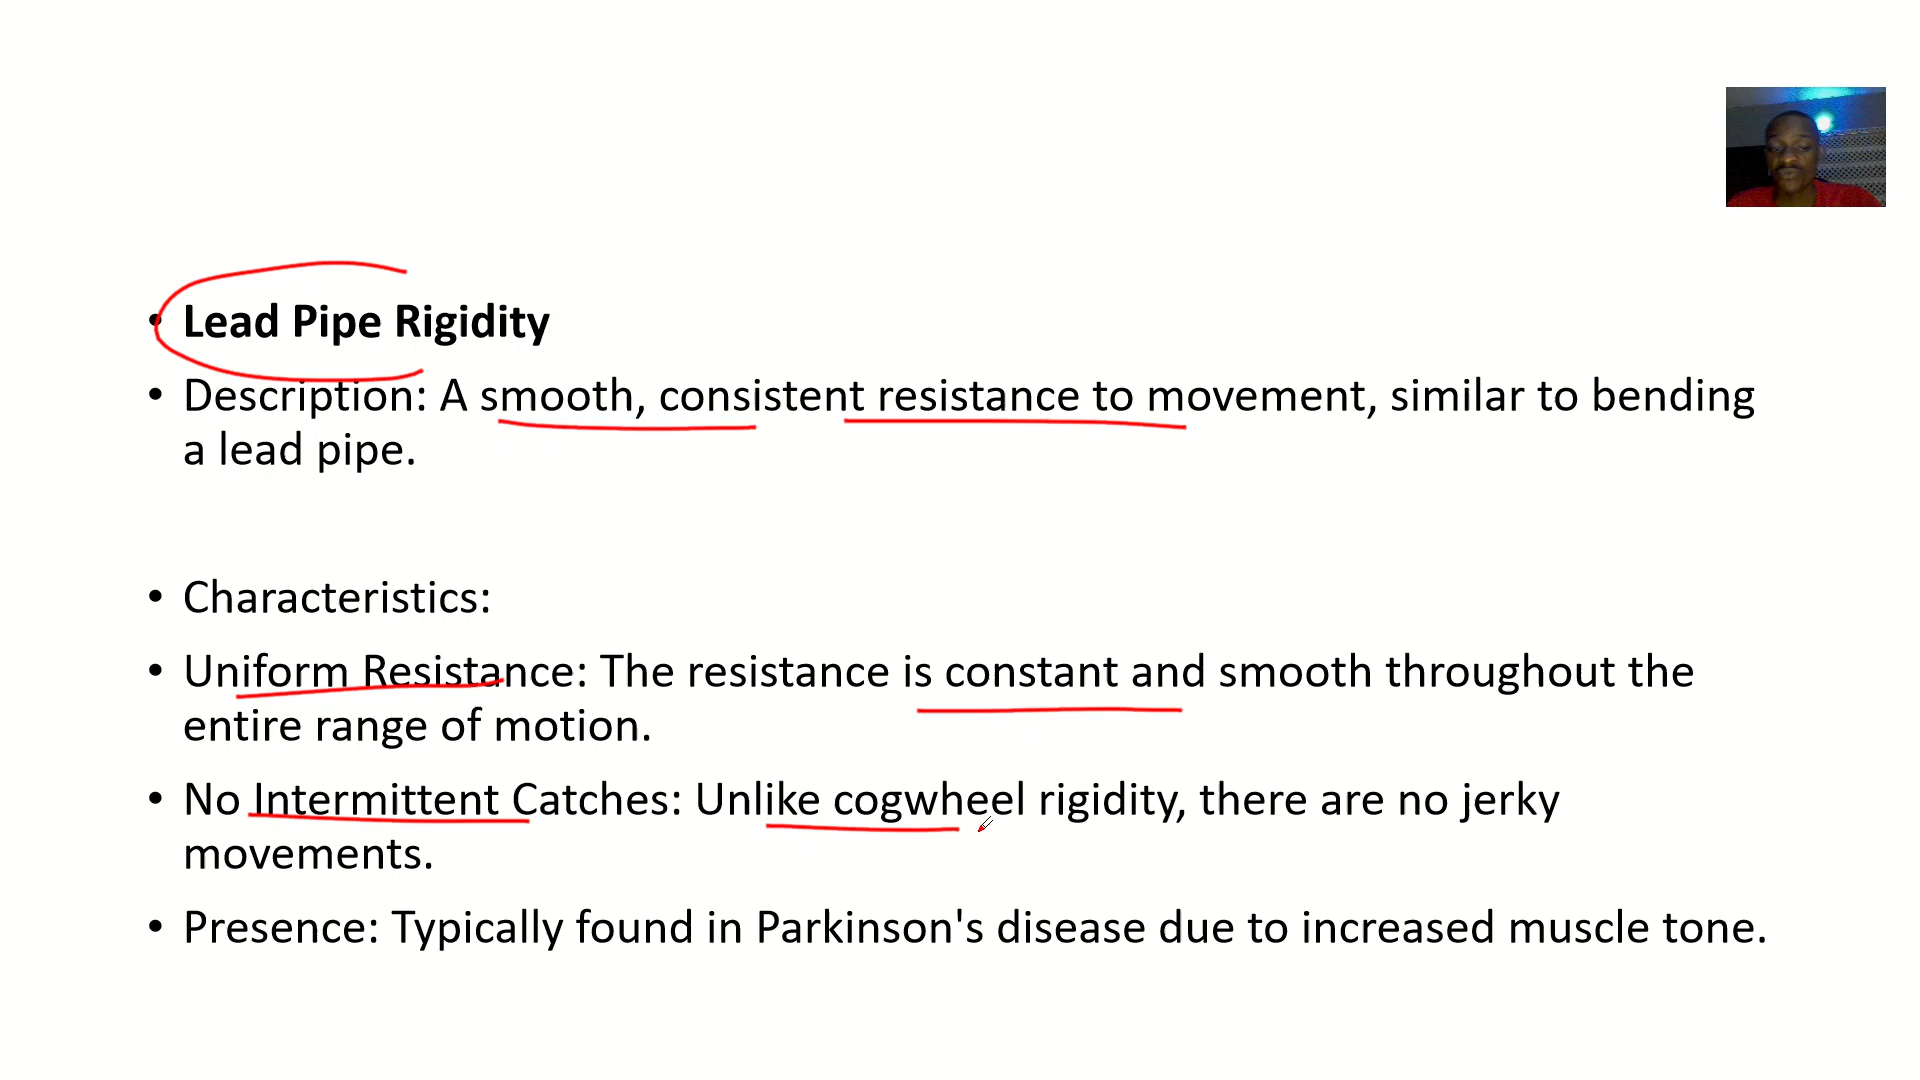 • Lead Pipe Rigidity
• Description: A smooth, consistent resistance to movement, similar to bending
a lead pipe.
• Characteristics:
• Uniform Resistance: The resistance is constant and smooth throughout the
entire range of motion.
• No Intermittent Catches: Unlike cogwheel rigidity, there are no jerky
movements.
• Presence: Typically found in Parkinson's disease due to increased muscle tone.